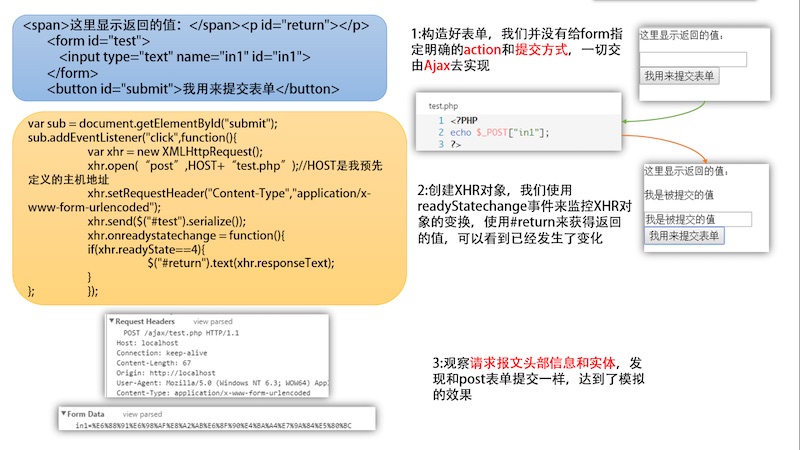 <span>这里显示返回的值：</span><p id="return"></p>
<form id="test">
<input type="text" name="in1" id="in1">
</form>
<button id="submit">我用来提交表单</button>
var sub = document.getElementById("submit");
sub.addEventListener("click",function(){
var xhr = new XMLHttpRequest();
xhr.open(“post”,HOST+“test.php”);//HOST是我预先
定义的主机地址
xhr.setRequestHeader("Content-Type","application/x-
www-form-urlencoded");
xhr.send($("#test").serialize());
xhr.onreadystatechange = function(){
if(xhr.readyState==4){
$("#return").text(xhr.responseText);
}
}; });
Request Headers view parsed
POST /ajax/test.php HTTP/1.1
Host: localhost
Connection: keep-alive
Content-Length: 67
Origin: http://localhost
User-Agent: Mozilla/5.0 (Windows NT 6.3; WOW64) Appl
Content-Type: application/x-www-form-urlencoded
Form Data view parsed
in1=%E6%88%91%E6%98%AF%E8%A2%AB%E6%8F%90%E4%BA%A4%E7%9A%84%E5%80%BC
1:构造好表单，我们并没有给form指
定明确的action和提交方式，一切交
由Ajax去实现
这里显示返回的值：
我用来提交表单
test.php
1 <?PHP
2 echo $_POST["in1"];
3 ?>
2:创建XHR对象，我们使用
readyStatechange事件来监控XHR对
象的变换，使用#return来获得返回
的值，可以看到已经发生了变化
这里显示返回的值：
我是被提交的值
我是被提交的值
我用来提交表单
3:观察请求报文头部信息和实体，发
现和post表单提交一样，达到了模拟
的效果